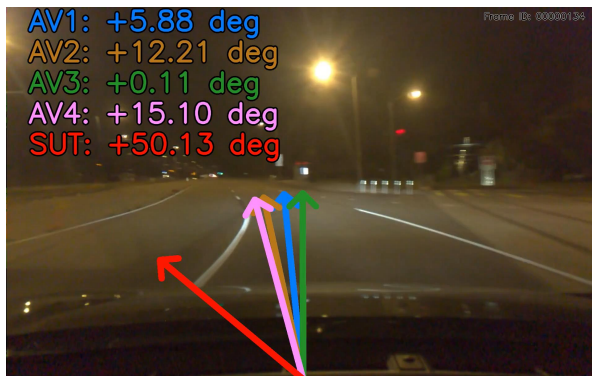 AV1: +5.88 deg
Frame ID: 00000134
AV2: +12.21 deg
AV3: +0.11 deg
AV4: +15.10 deg
SUT: +50.13 deg